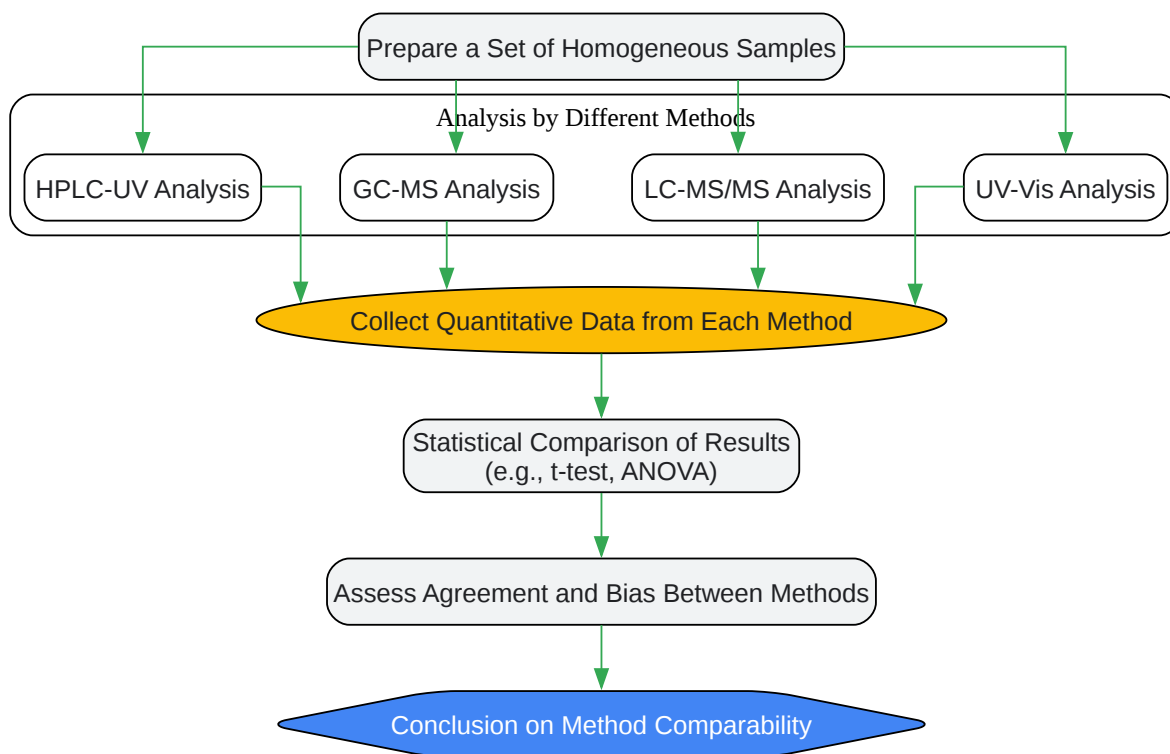 Prepare a Set of Homogeneous Samples
Analysis by Different Methods
HPLC-UV Analysis
GC-MS Analysis
LC-MS/MS Analysis
UV-Vis Analysis
Collect Quantitative Data from Each Method
Statistical Comparison of Results
(e.g., t-test, ANOVA)
Assess Agreement and Bias Between Methods
Conclusion on Method Comparability